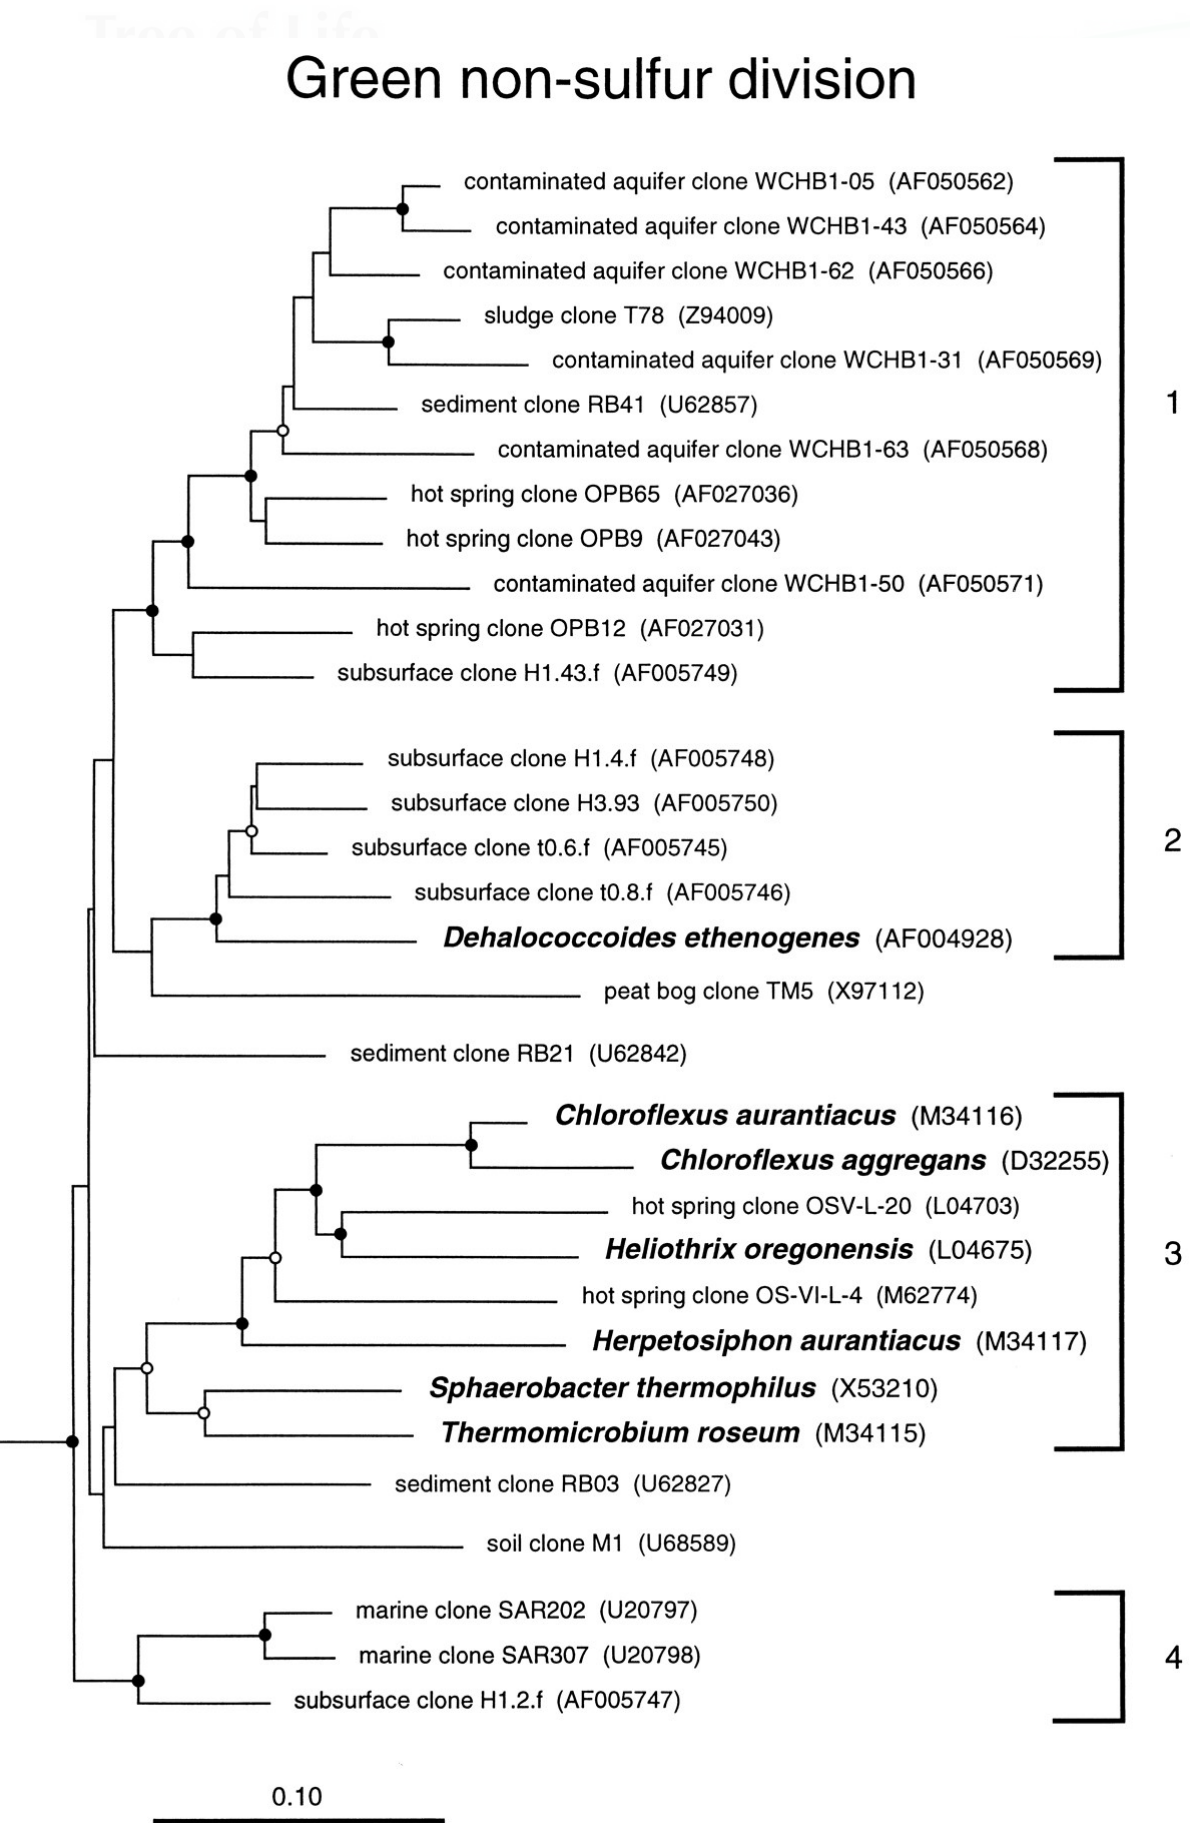 Tree of Life
Green non-sulfur division
contaminated aquifer clone WCHB1-05 (AF050562)
contaminated aquifer clone WCHB1-43 (AF050564)
contaminated aquifer clone WCHB1-62 (AF050566)
sludge clone T78 (Z94009)
contaminated aquifer clone WCHB1-31 (AF050569)
sediment clone RB41 (U62857)
1
contaminated aquifer clone WCHB1-63 (AF050568)
hot spring clone OPB65 (AF027036)
hot spring clone OPB9 (AF027043)
contaminated aquifer clone WCHB1-50 (AF050571)
hot spring clone OPB12 (AF027031)
subsurface clone H1.43.f (AF005749)
subsurface clone H1.4.f (AF005748)
subsurface clone H3.93 (AF005750)
2
subsurface clone t0.6.f (AF005745)
subsurface clone t0.8.f (AF005746)
Dehalococcoides ethenogenes (AF004928)
peat bog clone TM5 (X97112)
sediment clone RB21 (U62842)
Chloroflexus aurantiacus (M34116)
Chloroflexus aggregans (D32255)
hot spring clone OSV-L-20 (L04703)
Heliothrix oregonensis (L04675)
3
hot spring clone OS-VI-L-4 (M62774)
Herpetosiphon aurantiacus (M34117)
Sphaerobacter thermophilus (X53210)
Thermomicrobium roseum (M34115)
sediment clone RB03 (U62827)
soil clone M1 (U68589)
marine clone SAR202 (U20797)
marine clone SAR307 (U20798)
4
subsurface clone H1.2.f (AF005747)
0.10